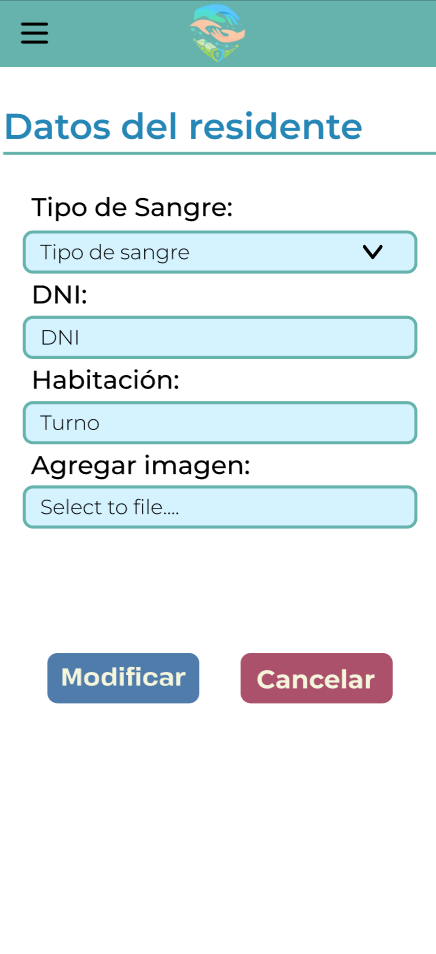 Datos del residente
Tipo de Sangre:
Tipo de sangre
DNI:
DNI
Habitación:
Turno
Agregar imagen:
Select to file....
Modificar
Cancelar